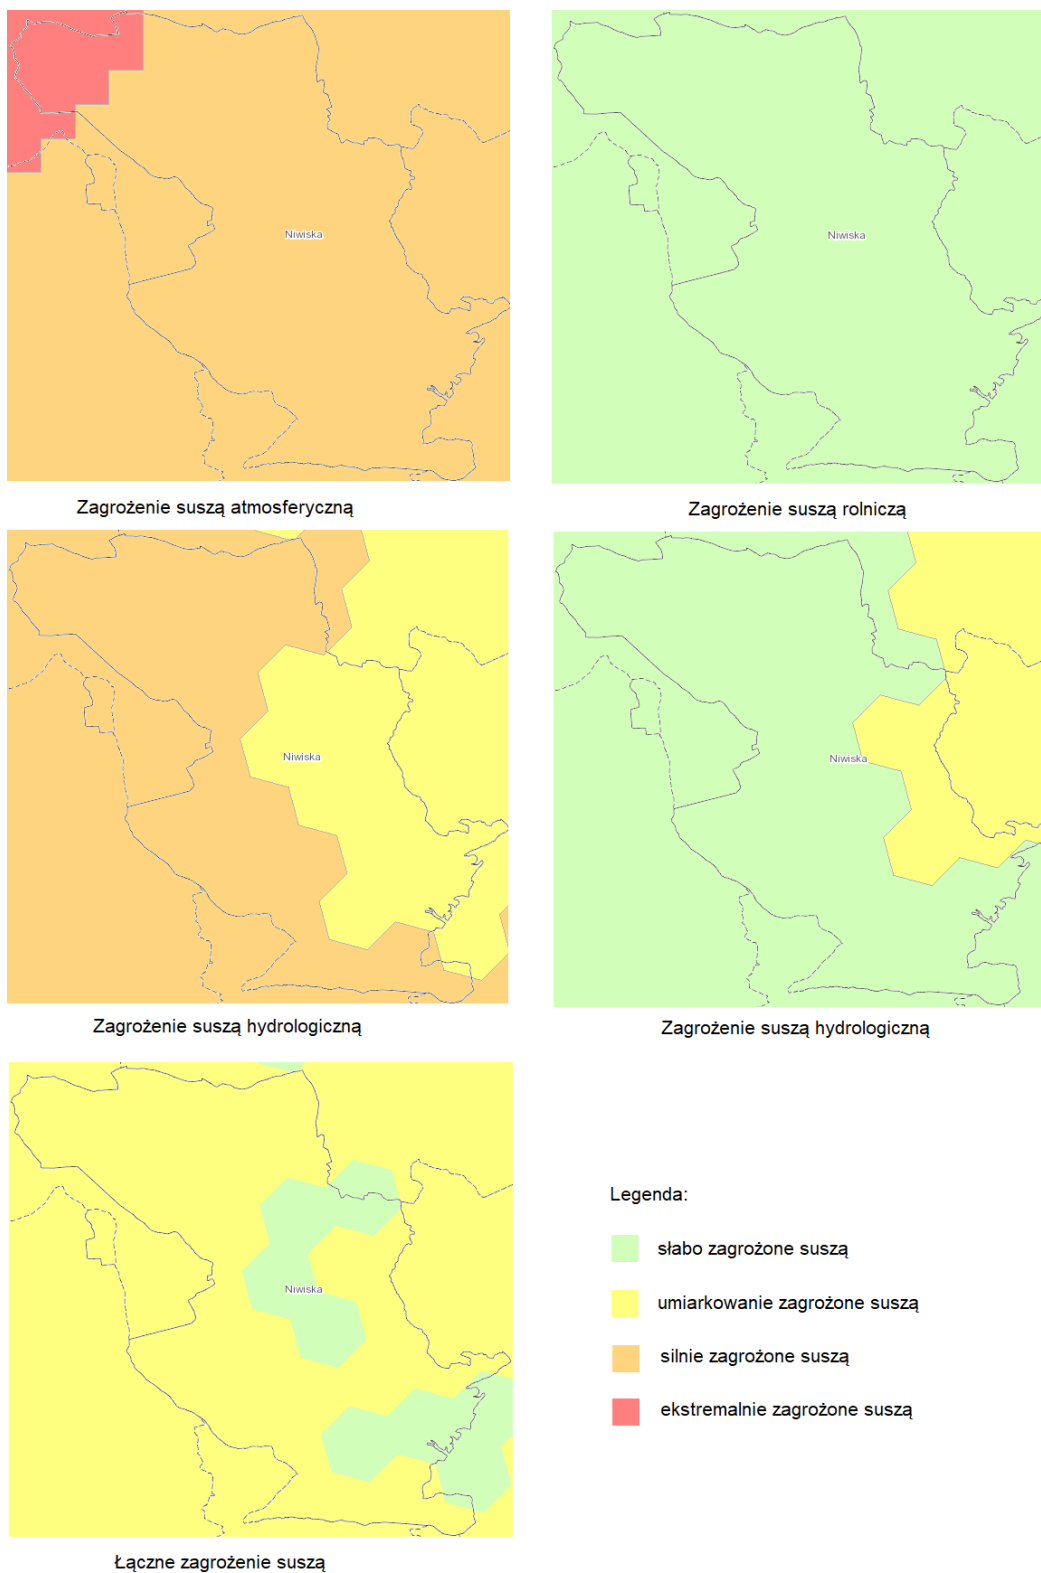 Niwiska
Niwiska
Zagrożenie suszą atmosferyczną
Zagrożenie suszą rolniczą
Niwiska
Niwiska
Zagrożenie suszą hydrologiczną
Zagrożenie suszą hydrologiczną
Niwiska
Łączne zagrożenie suszą
Legenda:
słabo zagrożone suszą
umiarkowanie zagrożone suszą
silnie zagrożone suszą
ekstremalnie zagrożone suszą